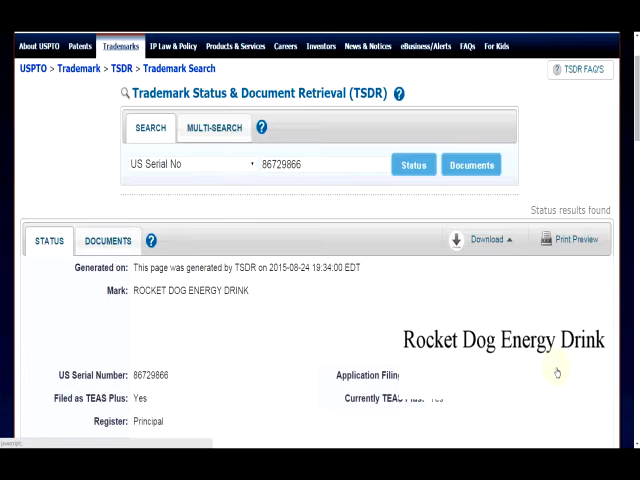 About USPTO Patents Trademarks IP Law & Policy Products & Services Careers Inventors News & Notices eBusiness/Alerts FAQs For Kids
USPTO > Trademark > TSDR > Trademark Search
? TSDR FAQ'S
Trademark Status & Document Retrieval (TSDR) ?
SEARCH MULTI-SEARCH ?
US Serial No 86729866 Status Documents
Status results found
STATUS DOCUMENTS ? Download Print Preview
Generated on: This page was generated by TSDR on 2015-08-24 19:34:00 EDT
Mark: ROCKET DOG ENERGY DRINK
Rocket Dog Energy Drink
US Serial Number: 86729866 Application Filing
Filed as TEAS Plus: Yes Currently TEAS Plus: Yes
Register: Principal